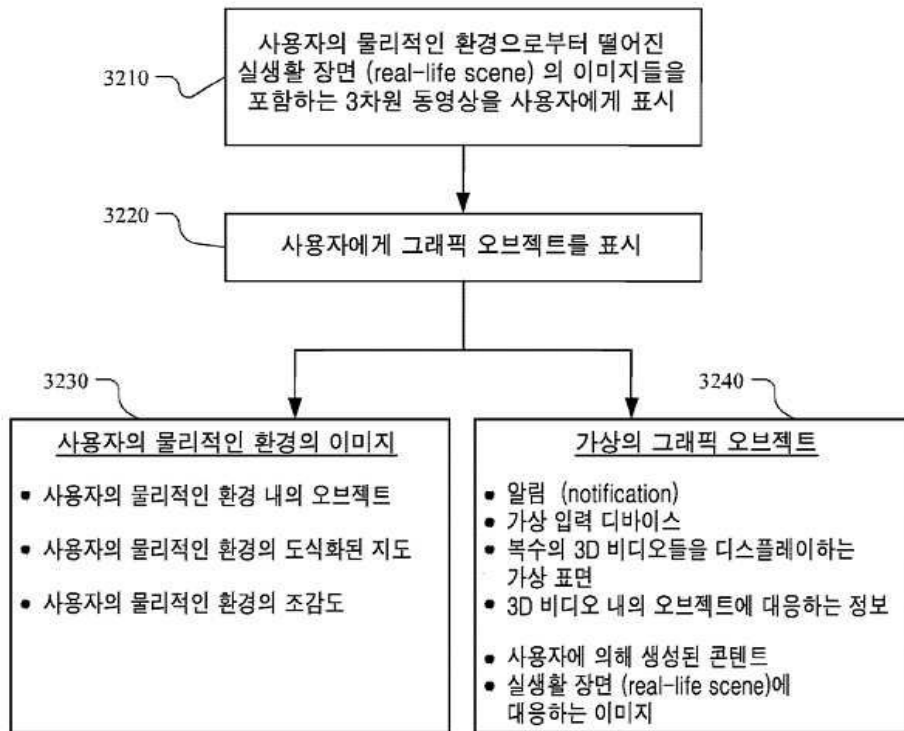 3210
사용자의 물리적인 환경으로부터 떨어진
실생활 장면 (real-life scene) 의 이미지들을
포함하는 3차원 동영상을 사용자에게 표시
3220
사용자에게 그래픽 오브젝트를 표시
3230
사용자의 물리적인 환경의 이미지
• 사용자의 물리적인 환경 내의 오브젝트
• 사용자의 물리적인 환경의 도식화된 지도
• 사용자의 물리적인 환경의 조감도
3240
가상의 그래픽 오브젝트
• 알림 (notification)
• 가상 입력 디바이스
• 복수의 3D 비디오들을 디스플레이하는
가상 표면
• 3D 비디오 내의 오브젝트에 대응하는 정보
• 사용자에 의해 생성된 콘텐트
• 실생활 장면 (real-life scene)에
대응하는 이미지